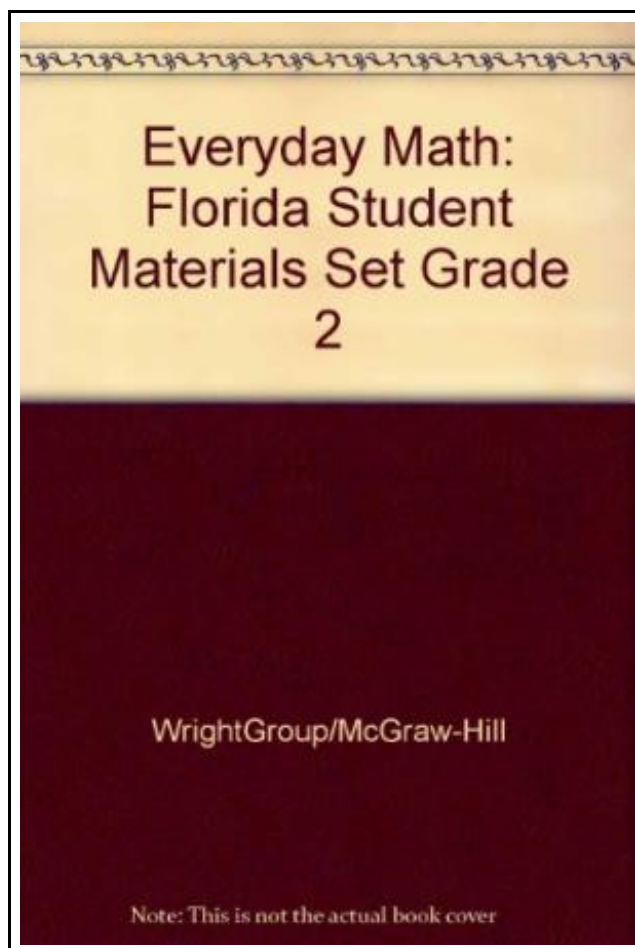 Everyday Math:
Florida Student
Materials Set Grade
2
WrightGroup/McGraw-Hill
Note: This is not the actual book cover